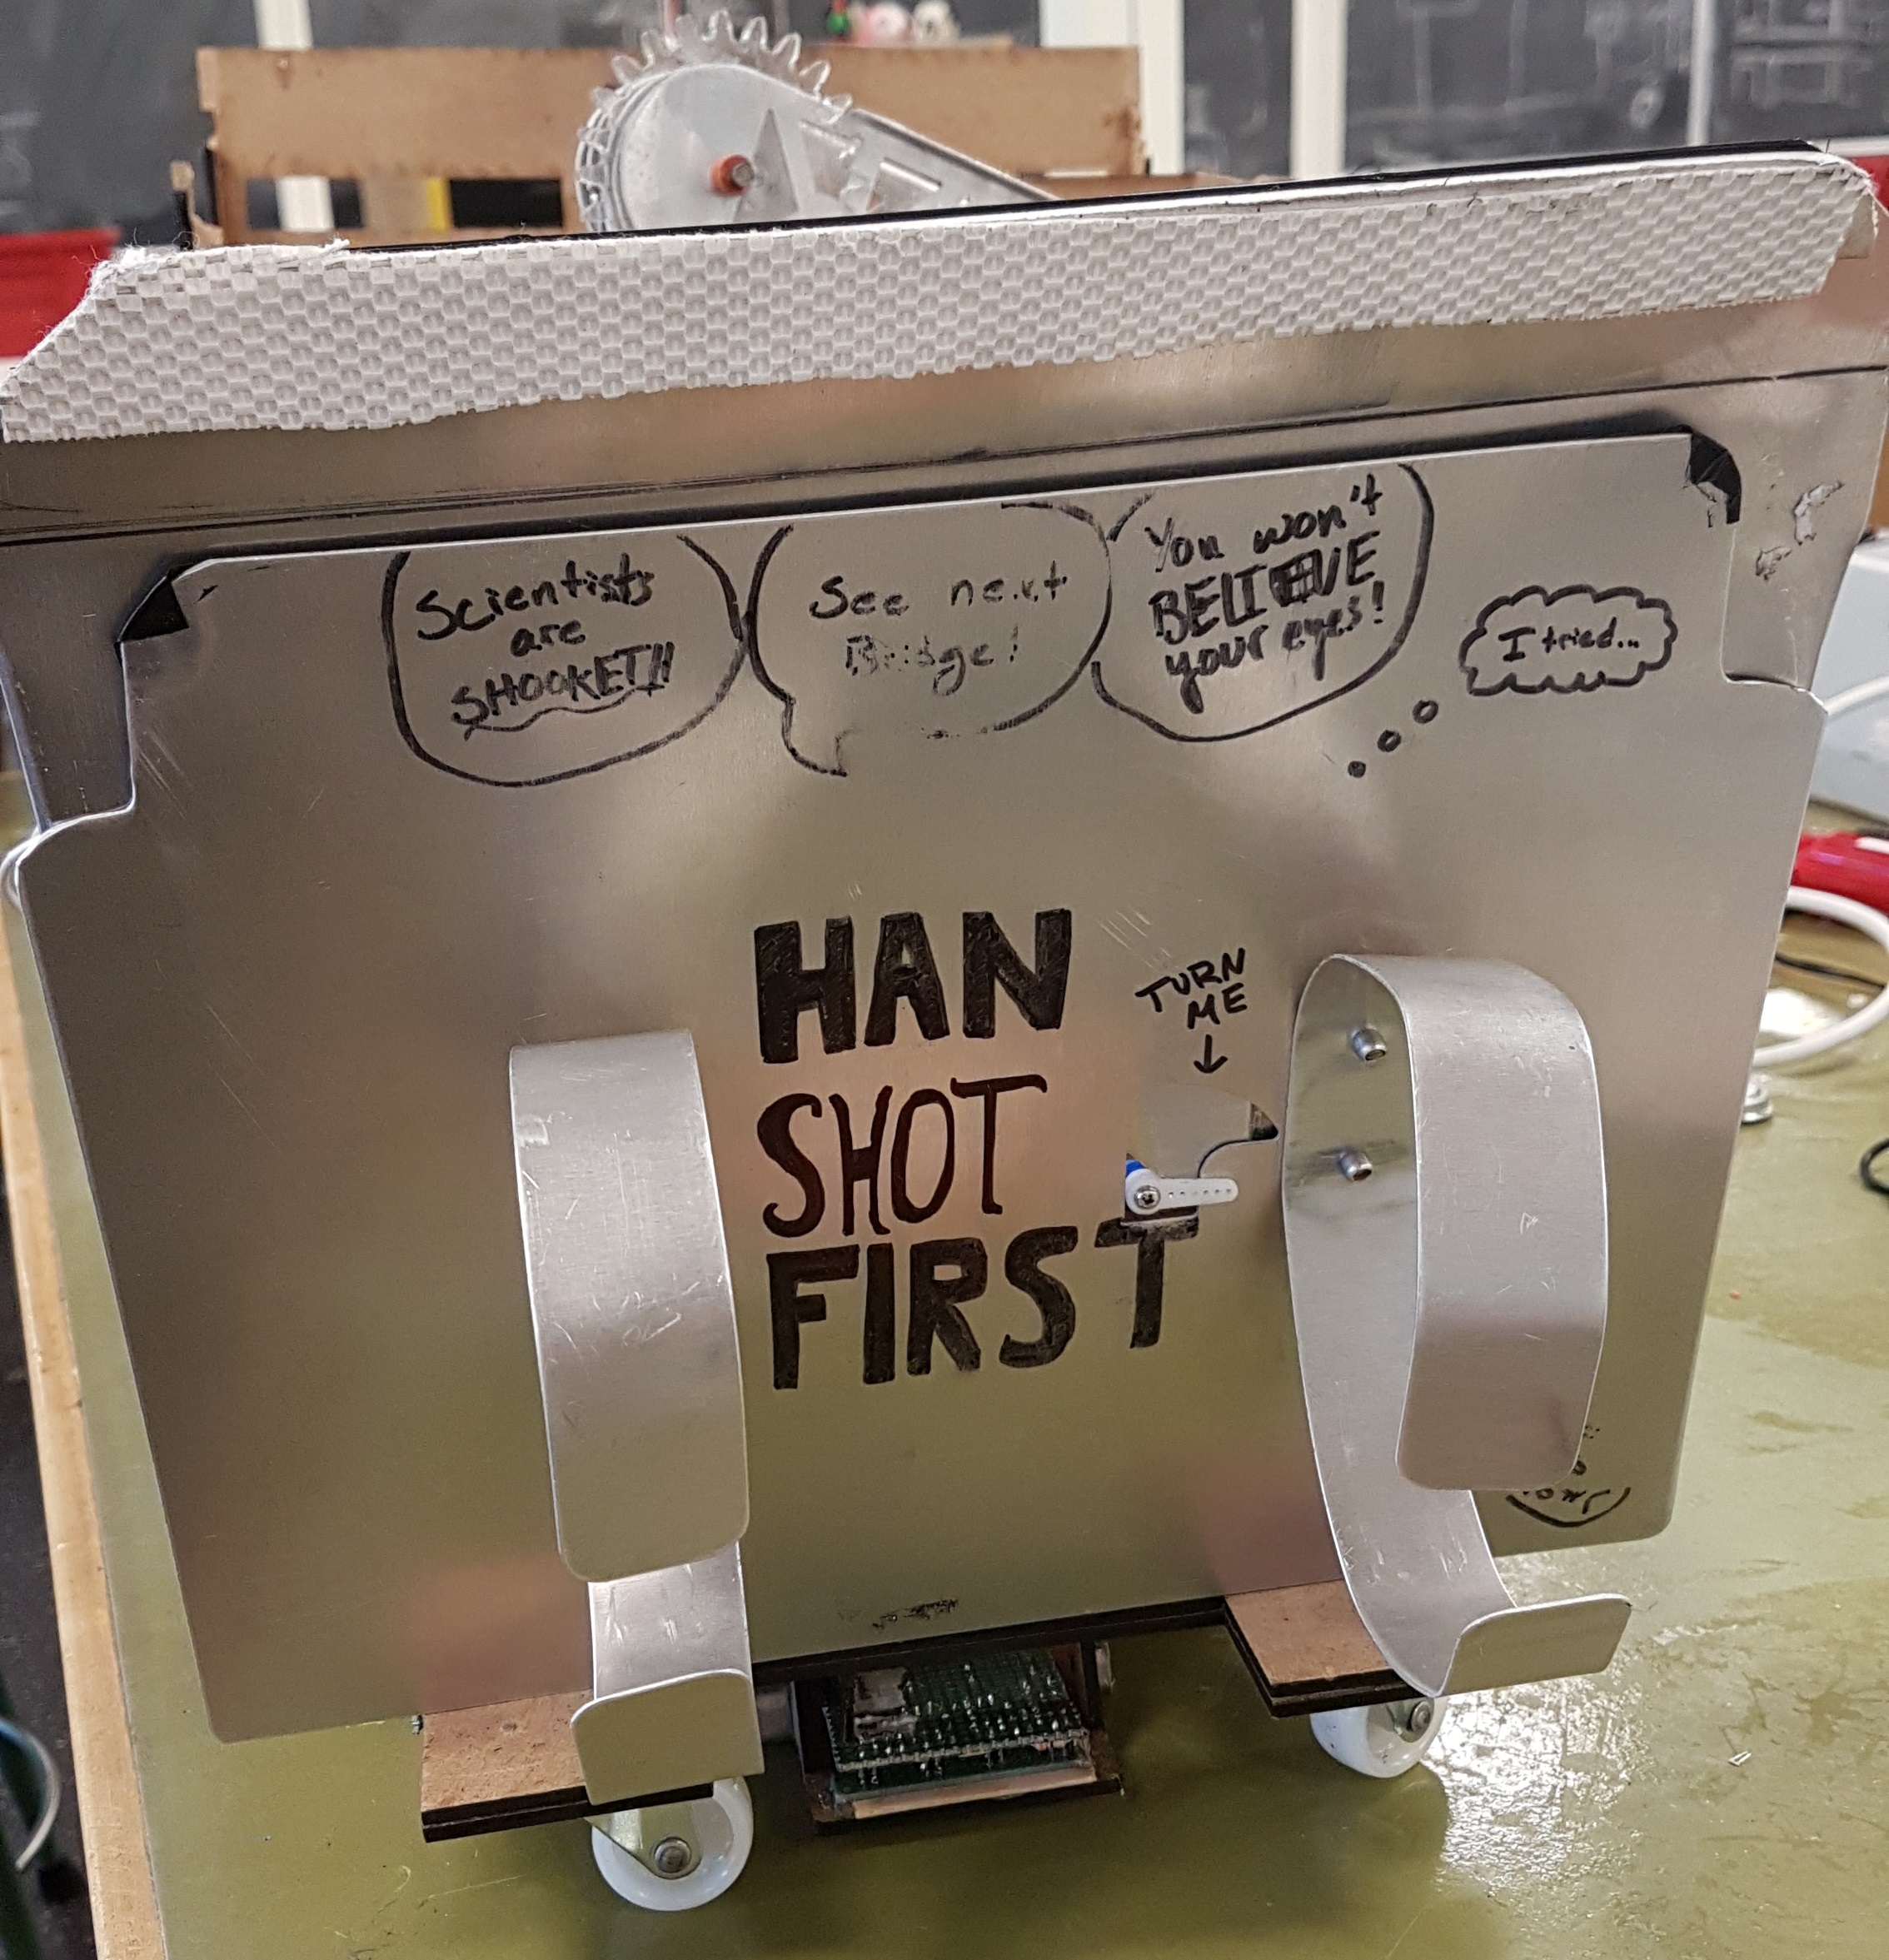 Scientists
are
SHOOKETH
See next
Bridge!
You won't
BELIEVE
your eyes!
I tried...
HAN
SHOT
FIRST
TURN
ME